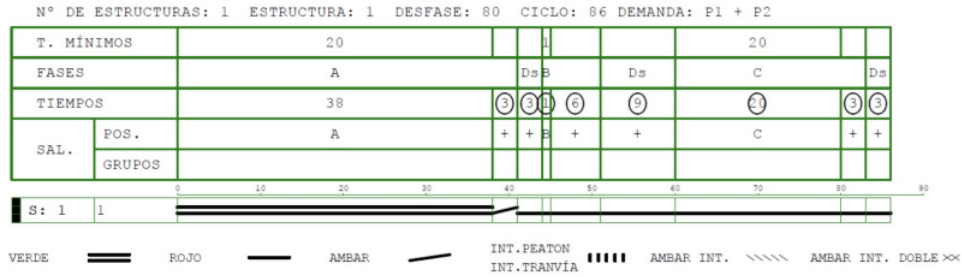 Nº DE ESTRUCTURAS: 1 ESTRUCTURA: 1 DESFASE: 80 CICLO: 86 DEMANDA: P1 + P2
T. MÍNIMOS 20 1 20
FASES A Ds B Ds C Ds
TIEMPOS 38 3 3 1 6 9 20 3 3
SAL. POS. A + + B + + C + +
GRUPOS
0 10 20 30 40 50 60 70 80 90
S: 1 1
VERDE ROJO AMBAR INT.PEATON INT.TRANVÍA AMBAR INT. AMBAR INT. DOBLE